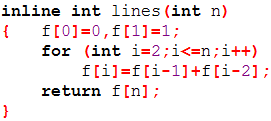 inline int lines(int n)
{   f[0]=0,f[1]=1;
    for (int i=2;i<=n;i++)
        f[i]=f[i-1]+f[i-2];
    return f[n];
}